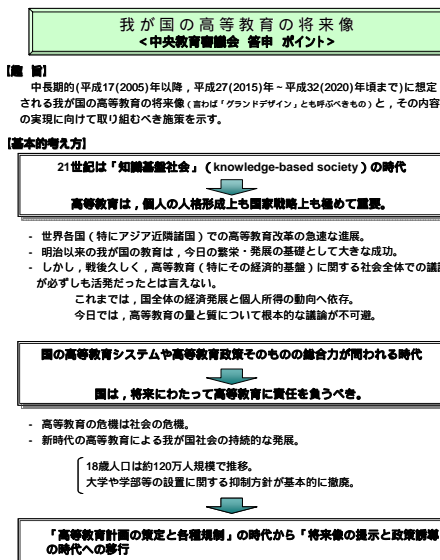 我が国の高等教育の将来像
<中央教育審議会 答申 ポイント>
【趣 旨】
中長期的(平成17(2005)年以降，平成27(2015)年～平成32(2020)年頃まで)に想定
される我が国の高等教育の将来像（言わば「グランドデザイン」とも呼ぶべきもの）と，その内容
の実現に向けて取り組むべき施策を示す。
【基本的考え方】
21世紀は「知識基盤社会」（knowledge-based society）の時代
高等教育は，個人の人格形成上も国家戦略上も極めて重要。
- 世界各国（特にアジア近隣諸国）での高等教育改革の急速な進展。
- 明治以来の我が国の教育は，今日の繁栄・発展の基礎として大きな成功。
- しかし，戦後久しく，高等教育（特にその経済的基盤）に関する社会全体での議
が必ずしも活発だったとは言えない。
これまでは，国全体の経済発展と個人所得の動向へ依存。
今日では，高等教育の量と質について根本的な議論が不可避。
国の高等教育システムや高等教育政策そのものの総合力が問われる時代
国は，将来にわたって高等教育に責任を負うべき。
- 高等教育の危機は社会の危機。
- 新時代の高等教育による我が国社会の持続的な発展。
18歳人口は約120万人規模で推移。
大学や学部等の設置に関する抑制方針が基本的に撤廃。
「高等教育計画の策定と各種規制」の時代から「将来像の提示と政策誘導
の時代への移行